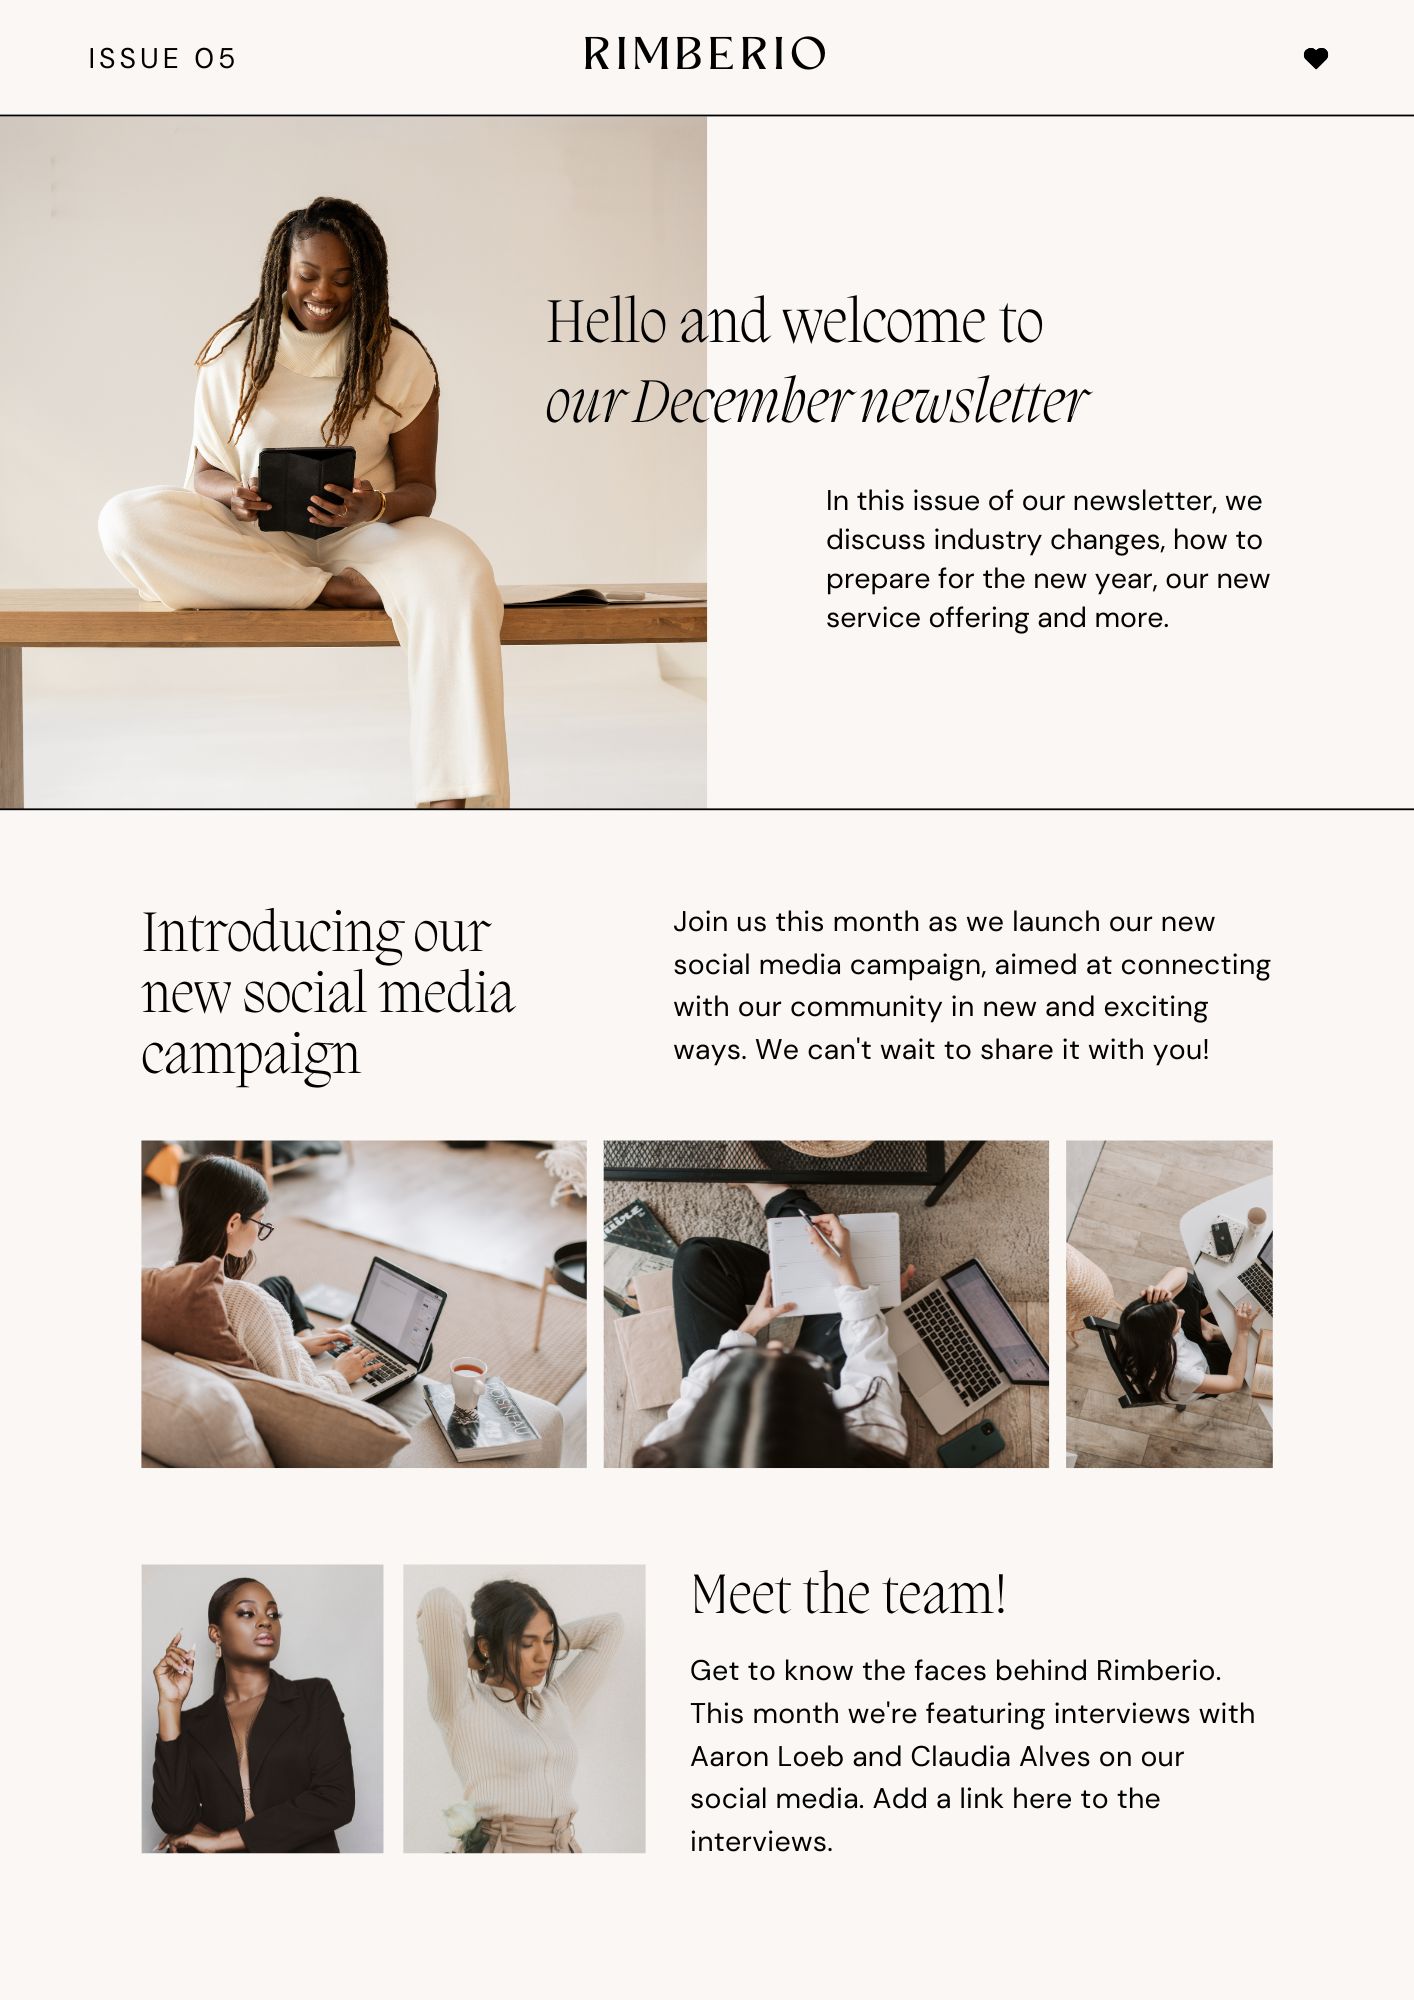 ISSUE 05
RIMBERIO
Hello and welcome to
our December newsletter
In this issue of our newsletter, we
discuss industry changes, how to
prepare for the new year, our new
service offering and more.
Introducing our
new social media
campaign
Join us this month as we launch our new
social media campaign, aimed at connecting
with our community in new and exciting
ways. We can't wait to share it with you!
Meet the team!
Get to know the faces behind Rimberio.
This month we're featuring interviews with
Aaron Loeb and Claudia Alves on our
social media. Add a link here to the
interviews.